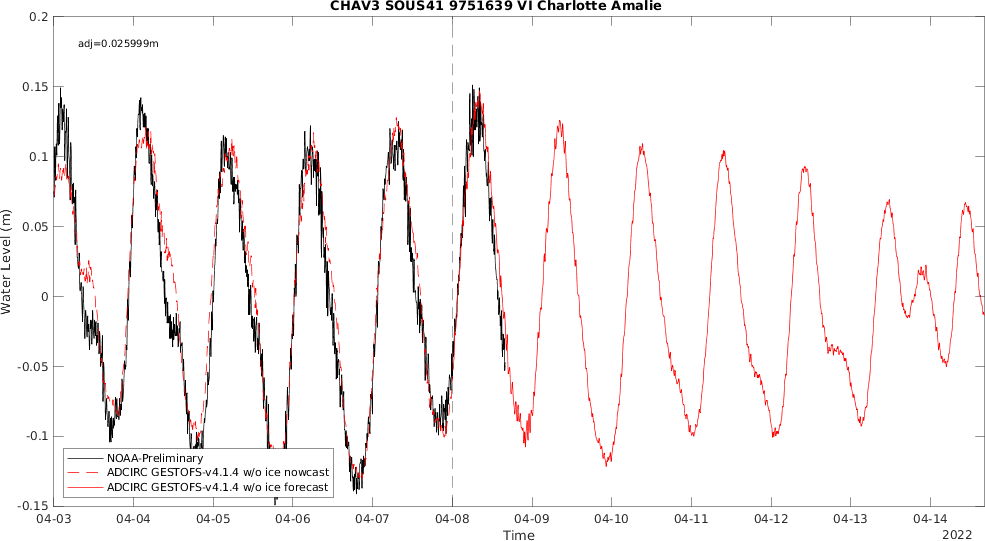 CHAV3 SOUS41 9751639 VI Charlotte Amalie
adj=0.025999m
0.2
0.15
0.1
0.05
0
-0.05
-0.1
-0.15
Water Level (m)
NOAA-Preliminary
ADCIRC GESTOFS-v4.1.4 w/o ice nowcast
ADCIRC GESTOFS-v4.1.4 w/o ice forecast
04-03 04-04 04-05 04-06 04-07 04-08 04-09 04-10 04-11 04-12 04-13 04-14
Time
2022